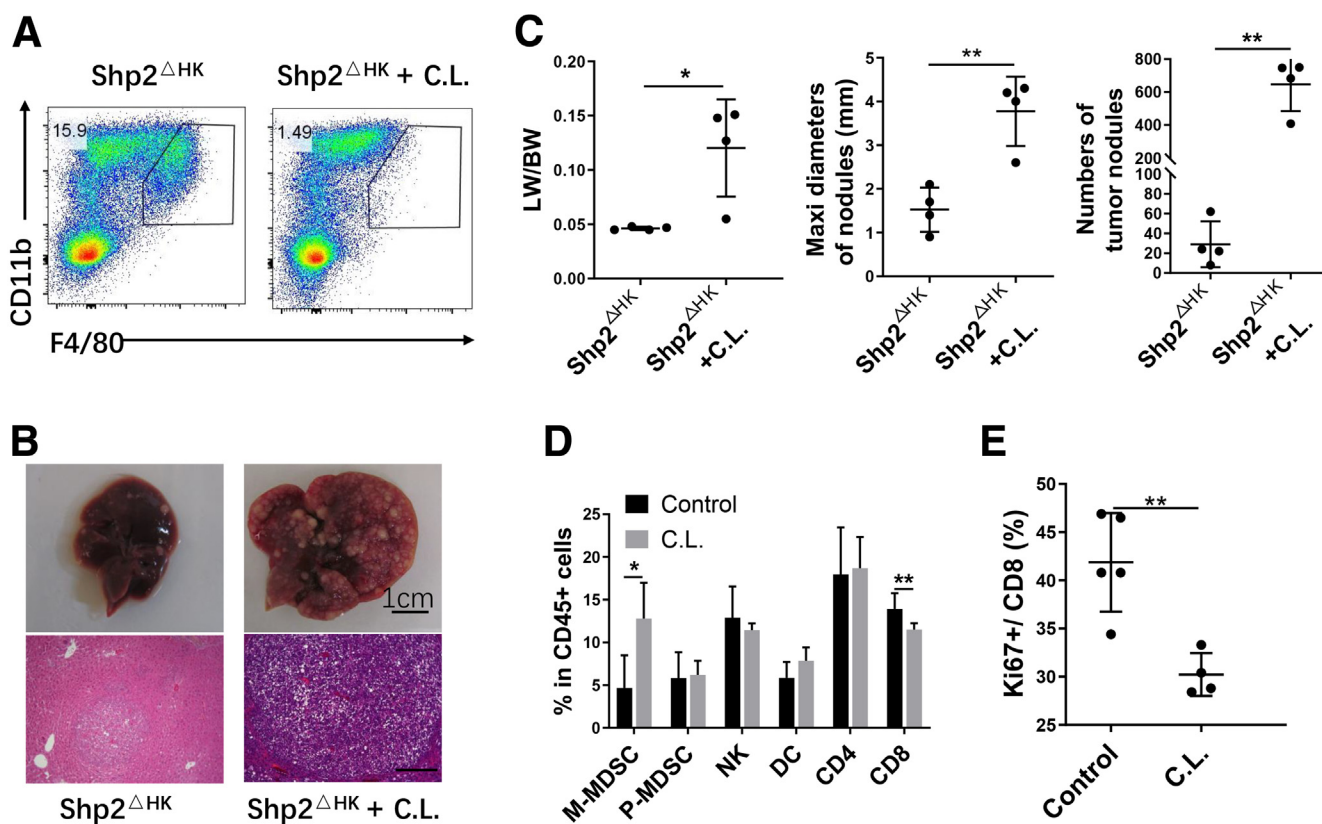 A
Shp2△HK
Shp2△HK + C.L.
15.9
1.49
CD11b
F4/80
C
0.20
0.15
0.10
0.05
0.00
LW/BW
*
Shp2△HK
Shp2△HK
+C.L.
5
4
3
2
1
0
Maxi diameters
of nodules (mm)
**
Shp2△HK
Shp2△HK
+C.L.
800
600
400
200
100
80
60
40
20
0
Numbers of
tumor nodules
**
Shp2△HK
Shp2△HK
+C.L.
B
1cm
Shp2△HK
Shp2△HK + C.L.
D
Control
C.L.
25
20
15
10
5
0
% in CD45+ cells
*
**
M-MDSC
P-MDSC
NK
DC
CD4
CD8
E
50
45
40
35
30
25
Ki67+/ CD8 (%)
**
Control
C.L.